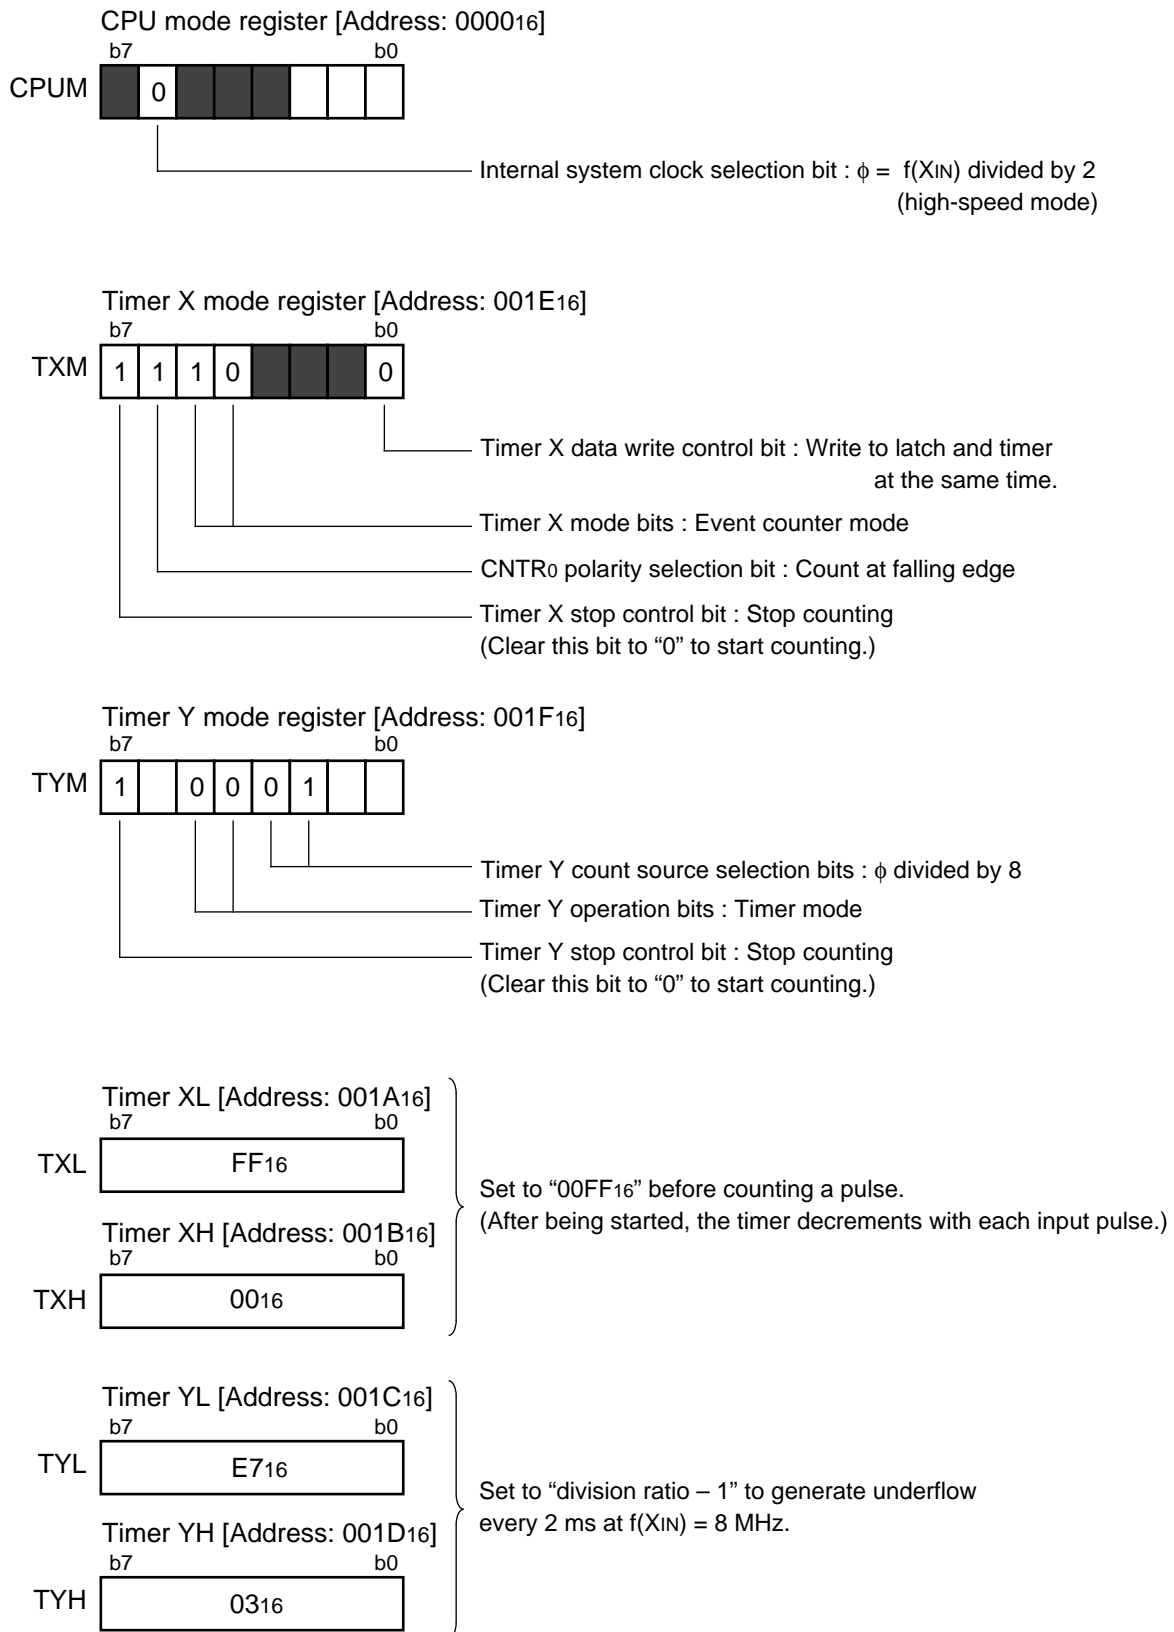 CPU mode register [Address: 000016]
b7 b0
CPUM 0
Internal system clock selection bit : ϕ = f(XIN) divided by 2
(high-speed mode)
Timer X mode register [Address: 001E16]
b7 b0
TXM 1 1 1 0 0
Timer X data write control bit : Write to latch and timer
at the same time.
Timer X mode bits : Event counter mode
CNTR0 polarity selection bit : Count at falling edge
Timer X stop control bit : Stop counting
(Clear this bit to “0” to start counting.)
Timer Y mode register [Address: 001F16]
b7 b0
TYM 1 0 0 0 1
Timer Y count source selection bits : ϕ divided by 8
Timer Y operation bits : Timer mode
Timer Y stop control bit : Stop counting
(Clear this bit to “0” to start counting.)
Timer XL [Address: 001A16]
b7 b0
TXL FF16
Timer XH [Address: 001B16]
b7 b0
TXH 0016
Set to “00FF16” before counting a pulse.
(After being started, the timer decrements with each input pulse.)
Timer YL [Address: 001C16]
b7 b0
TYL E716
Timer YH [Address: 001D16]
b7 b0
TYH 0316
Set to “division ratio – 1” to generate underflow
every 2 ms at f(XIN) = 8 MHz.